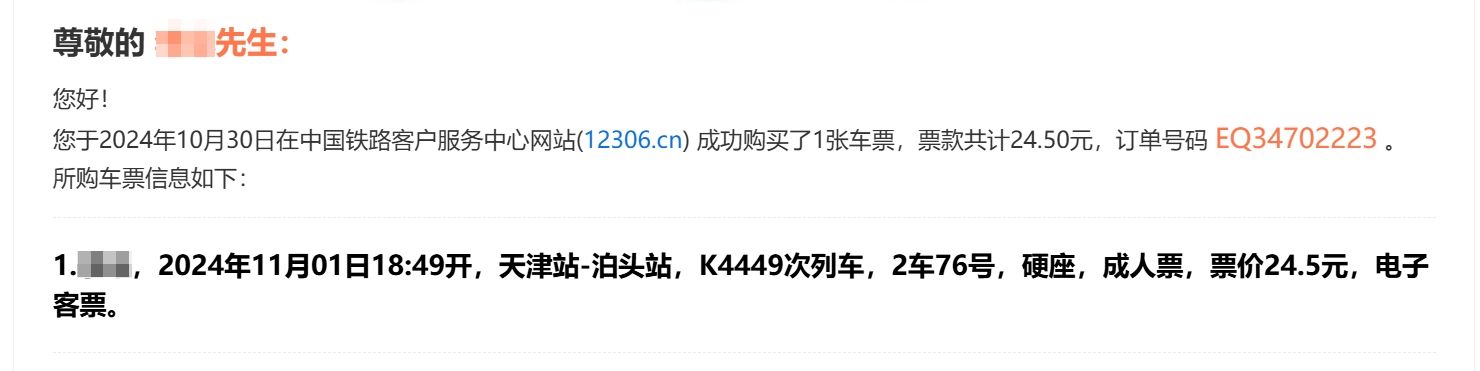 尊敬的 先生：
您好！
您于2024年10月30日在中国铁路客户服务中心网站(12306.cn) 成功购买了1张车票，票款共计24.50元，订单号码 EQ34702223 。
所购车票信息如下：
1. ，2024年11月01日18:49开，天津站-泊头站，K4449次列车，2车76号，硬座，成人票，票价24.5元，电子
客票。